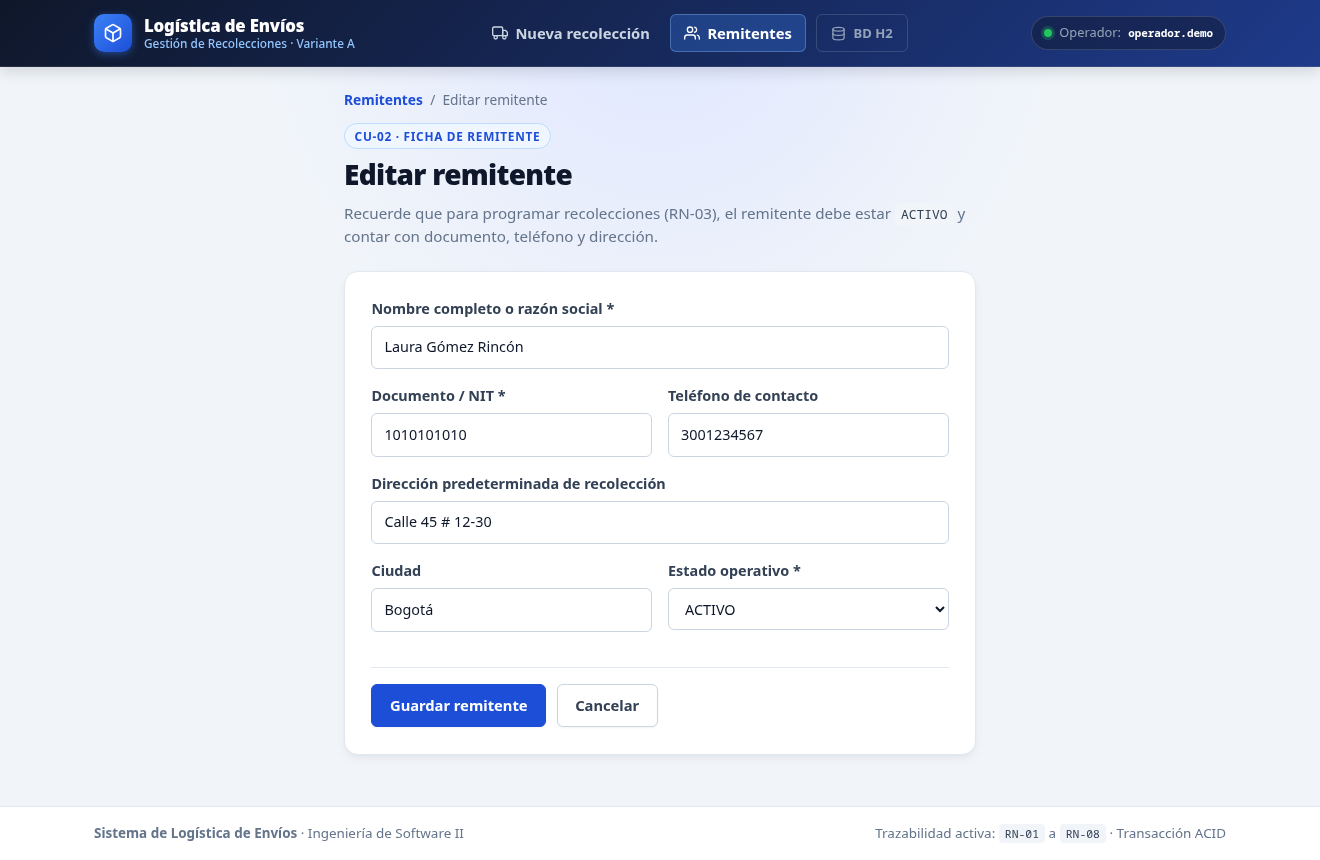 Logística de Envíos
Gestión de Recolecciones · Variante A
Nueva recolección
Remitentes
BD H2
Operador: operador.demo
Remitentes / Editar remitente
CU-02 · FICHA DE REMITENTE
Editar remitente
Recuerde que para programar recolecciones (RN-03), el remitente debe estar ACTIVO y
contar con documento, teléfono y dirección.
Nombre completo o razón social *
Laura Gómez Rincón
Documento / NIT *
Teléfono de contacto
1010101010
3001234567
Dirección predeterminada de recolección
Calle 45 # 12-30
Ciudad
Estado operativo *
Bogotá
ACTIVO
Guardar remitente
Cancelar
Sistema de Logística de Envíos · Ingeniería de Software II
Trazabilidad activa: RN-01 a RN-08 · Transacción ACID